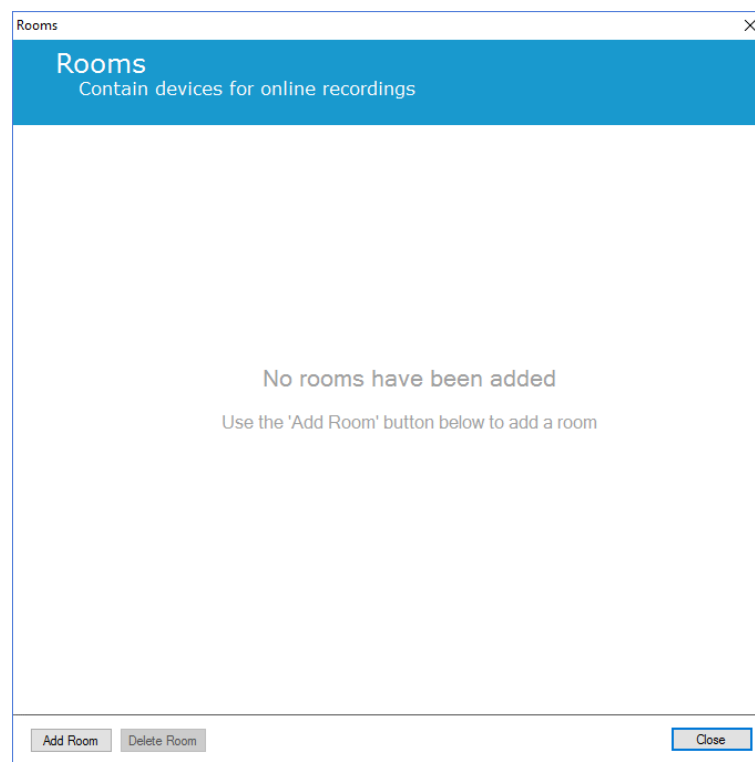 Rooms
Rooms
Contain devices for online recordings
No rooms have been added
Use the 'Add Room' button below to add a room
Add Room Delete Room Close